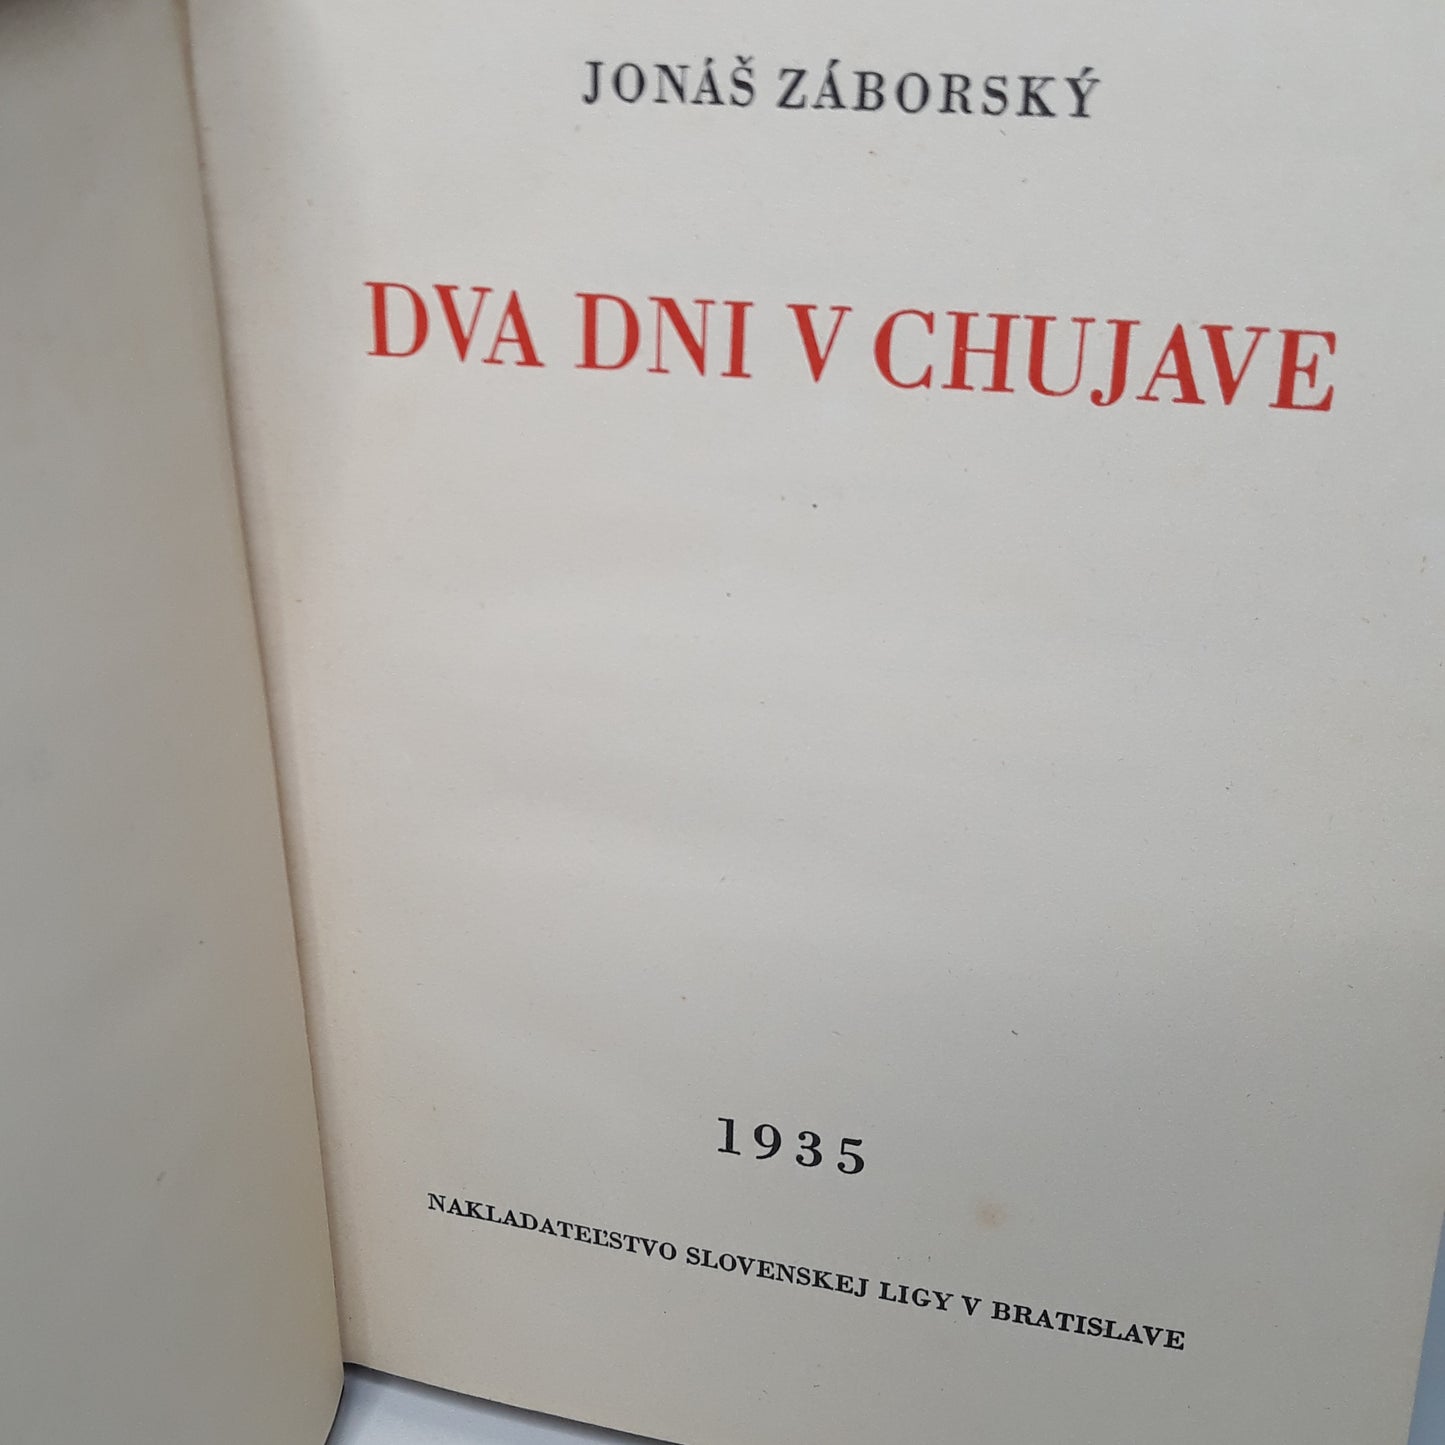 JONÁŠ ZÁBORSKÝ
DVA DNI V CHUJAVE
1935
NAKLADATEĽSTVO SLOVENSKEJ LIGY V BRATISLAVE